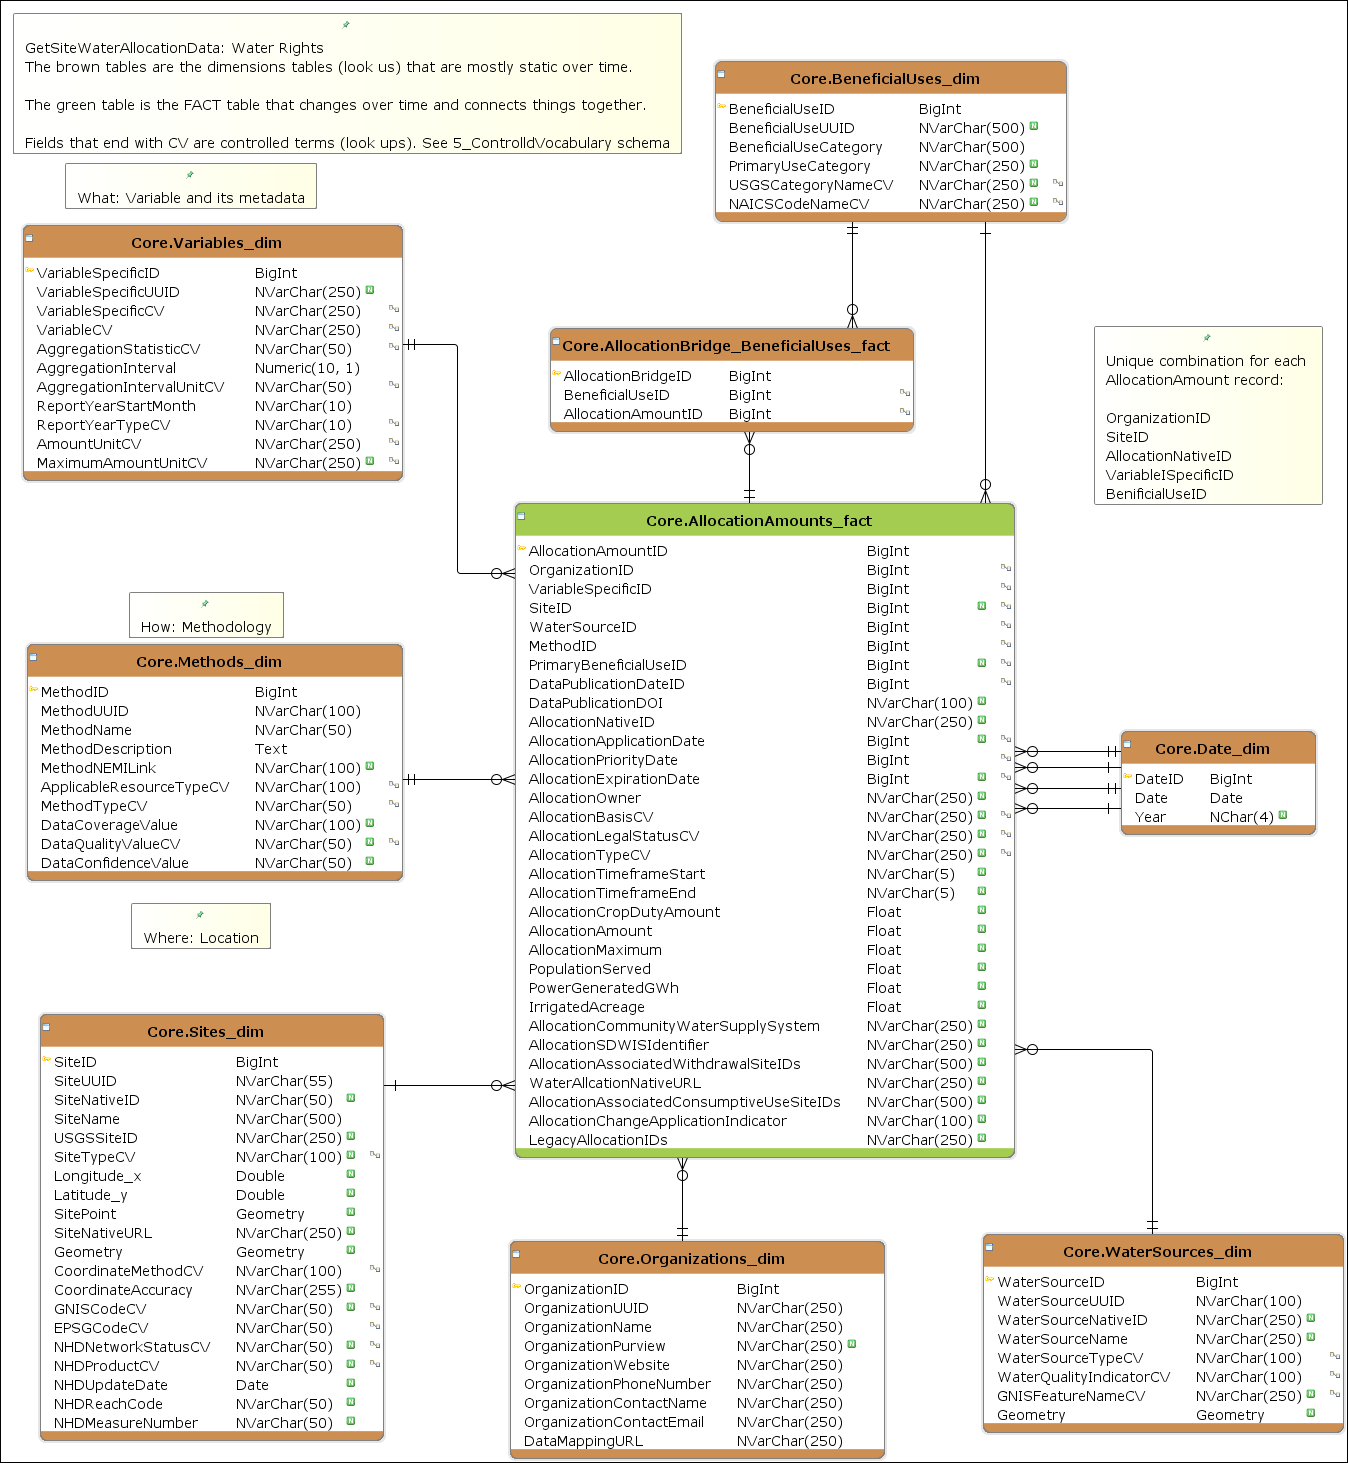 GetSiteWaterAllocationData: Water Rights
The brown tables are the dimensions tables (look us) that are mostly static over time.
The green table is the FACT table that changes over time and connects things together.
Fields that end with CV are controlled terms (look ups). See 5_ControlldVocabulary schema
What: Variable and its metadata
Core.Variables_dim
VariableSpecificID BigInt
VariableSpecificUUID NVarChar(250) N
VariableSpecificCV NVarChar(250)
VariableCV NVarChar(250)
AggregationStatisticCV NVarChar(50)
AggregationInterval Numeric(10, 1)
AggregationIntervalUnitCV NVarChar(50)
ReportYearStartMonth NVarChar(10)
ReportYearTypeCV NVarChar(10)
AmountUnitCV NVarChar(250)
MaximumAmountUnitCV NVarChar(250) N
Core.BeneficialUses_dim
BeneficialUseID BigInt
BeneficialUseUUID NVarChar(500) N
BeneficialUseCategory NVarChar(500)
PrimaryUseCategory NVarChar(250) N
USGSCategoryNameCV NVarChar(250) N
NAICSCodeNameCV NVarChar(250) N
Core.AllocationBridge_BeneficialUses_fact
AllocationBridgeID BigInt
BeneficialUseID BigInt
AllocationAmountID BigInt
Unique combination for each
AllocationAmount record:
OrganizationID
SiteID
AllocationNativeID
VariableISpecificID
BenificialUseID
Core.AllocationAmounts_fact
AllocationAmountID BigInt
OrganizationID BigInt
VariableSpecificID BigInt
SiteID BigInt N
WaterSourceID BigInt
MethodID BigInt
PrimaryBeneficialUseID BigInt N
DataPublicationDateID BigInt
DataPublicationDOI NVarChar(100) N
AllocationNativeID NVarChar(250) N
AllocationApplicationDate BigInt N
AllocationPriorityDate BigInt
AllocationExpirationDate BigInt N
AllocationOwner NVarChar(250) N
AllocationBasisCV NVarChar(250) N
AllocationLegalStatusCV NVarChar(250) N
AllocationTypeCV NVarChar(250) N
AllocationTimeframeStart NVarChar(5) N
AllocationTimeframeEnd NVarChar(5) N
AllocationCropDutyAmount Float N
AllocationAmount Float N
AllocationMaximum Float N
PopulationServed Float N
PowerGeneratedGWh Float N
IrrigatedAcreage Float N
AllocationCommunityWaterSupplySystem NVarChar(250) N
AllocationSDWISIdentifier NVarChar(250) N
AllocationAssociatedWithdrawalSiteIDs NVarChar(500) N
WaterAllcationNativeURL NVarChar(250) N
AllocationAssociatedConsumptiveUseSiteIDs NVarChar(500) N
AllocationChangeApplicationIndicator NVarChar(100) N
LegacyAllocationIDs NVarChar(250) N
How: Methodology
Core.Methods_dim
MethodID BigInt
MethodUUID NVarChar(100)
MethodName NVarChar(50)
MethodDescription Text
MethodNEMILink NVarChar(100) N
ApplicableResourceTypeCV NVarChar(100)
MethodTypeCV NVarChar(50)
DataCoverageValue NVarChar(100) N
DataQualityValueCV NVarChar(50) N
DataConfidenceValue NVarChar(50) N
Core.Date_dim
DateID BigInt
Date Date
Year NChar(4) N
Where: Location
Core.Sites_dim
SiteID BigInt
SiteUUID NVarChar(55)
SiteNativeID NVarChar(50) N
SiteName NVarChar(500)
USGSSiteID NVarChar(250) N
SiteTypeCV NVarChar(100) N
Longitude_x Double N
Latitude_y Double N
SitePoint Geometry N
SiteNativeURL NVarChar(250) N
Geometry Geometry N
CoordinateMethodCV NVarChar(100)
CoordinateAccuracy NVarChar(255) N
GNISCodeCV NVarChar(50) N
EPSGCodeCV NVarChar(50)
NHDNetworkStatusCV NVarChar(50) N
NHDProductCV NVarChar(50) N
NHDUpdateDate Date N
NHDReachCode NVarChar(50) N
NHDMeasureNumber NVarChar(50) N
Core.Organizations_dim
OrganizationID BigInt
OrganizationUUID NVarChar(250)
OrganizationName NVarChar(250)
OrganizationPurview NVarChar(250) N
OrganizationWebsite NVarChar(250)
OrganizationPhoneNumber NVarChar(250)
OrganizationContactName NVarChar(250)
OrganizationContactEmail NVarChar(250)
DataMappingURL NVarChar(250)
Core.WaterSources_dim
WaterSourceID BigInt
WaterSourceUUID NVarChar(100)
WaterSourceNativeID NVarChar(250) N
WaterSourceName NVarChar(250) N
WaterSourceTypeCV NVarChar(100)
WaterQualityIndicatorCV NVarChar(100)
GNISFeatureNameCV NVarChar(250) N
Geometry Geometry N